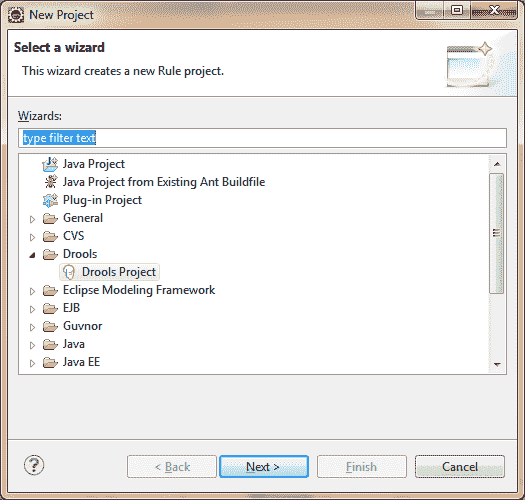 New Project
Select a wizard
This wizard creates a new Rule project.
Wizards:
type filter text
Java Project
Java Project from Existing Ant Buildfile
Plug-in Project
General
CVS
Drools
Drools Project
Eclipse Modeling Framework
EJB
Guvnor
Java
Java EE
?
< Back
Next >
Finish
Cancel